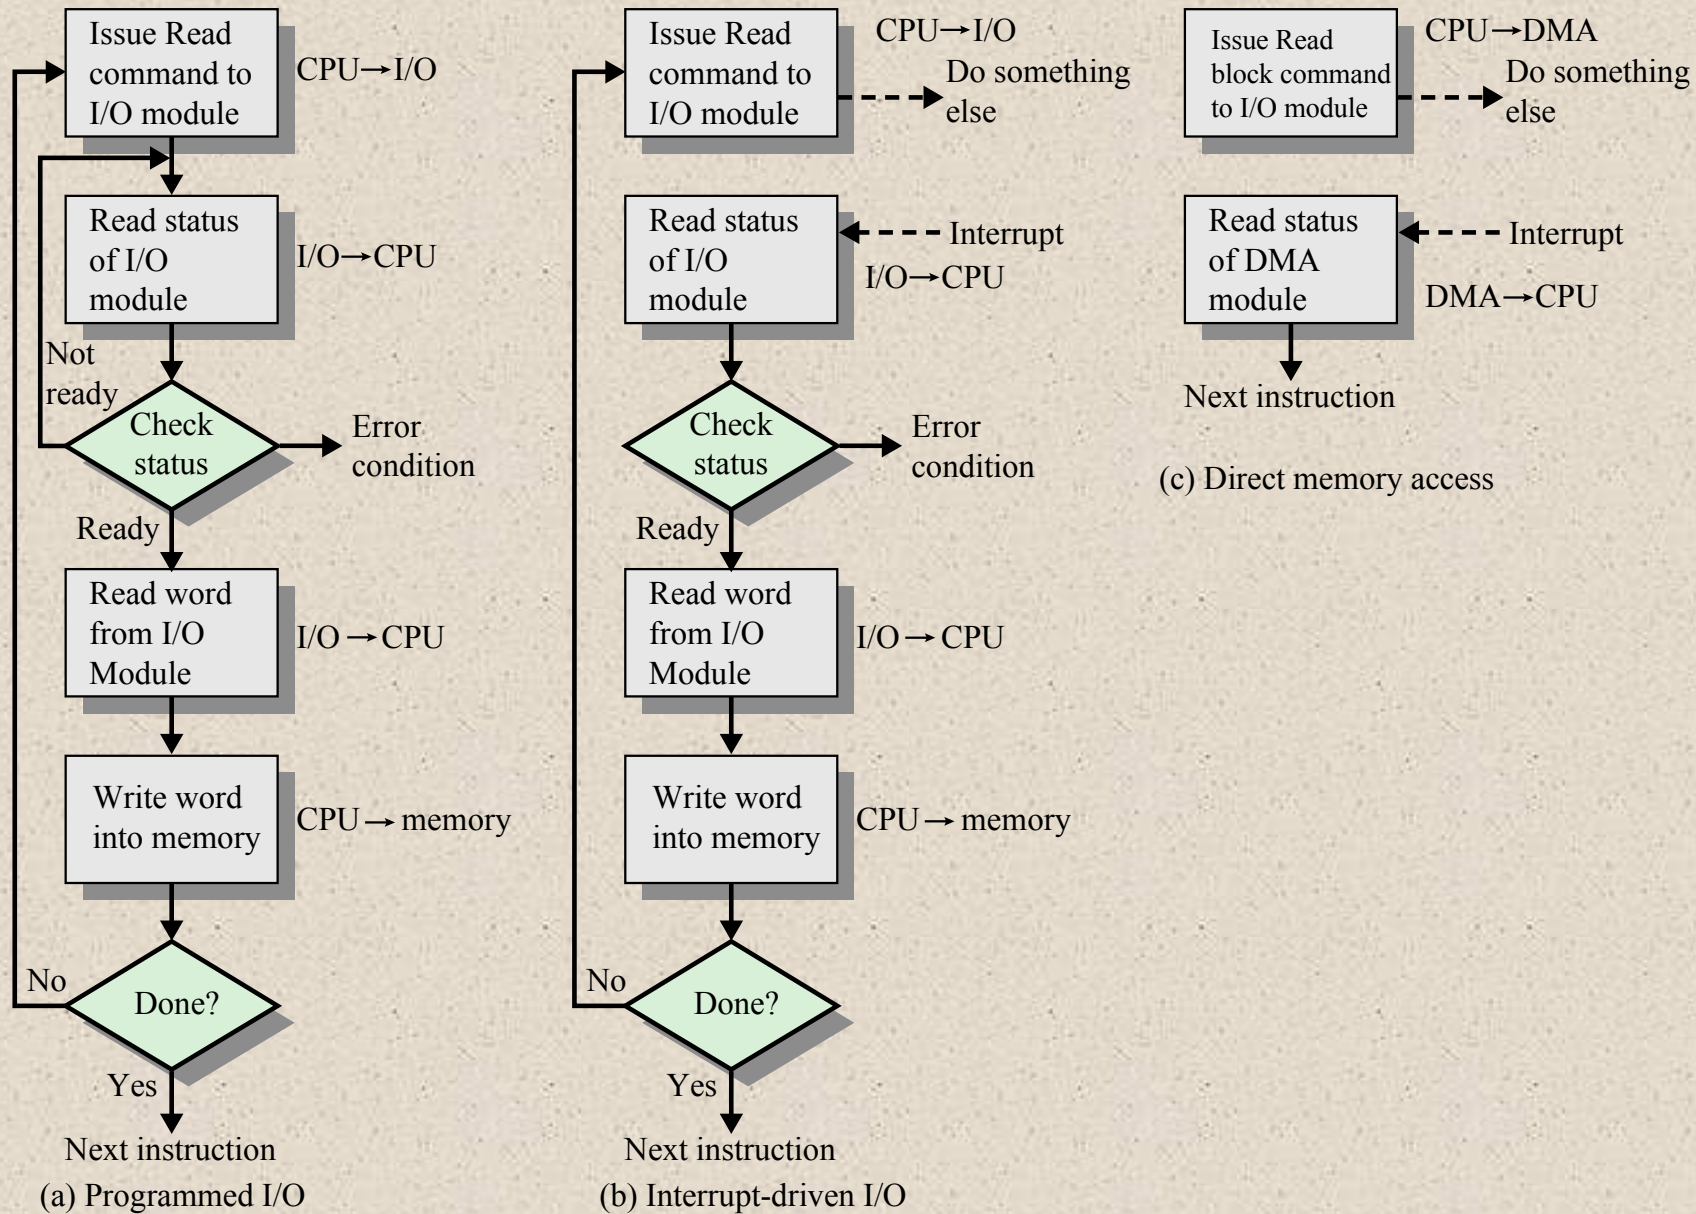 Issue Read
command to
I/O module
CPU→I/O
Read status
of I/O
module
I/O→CPU
Not
ready
Check
status
Error
condition
Ready
Read word
from I/O
Module
I/O → CPU
Write word
into memory
CPU → memory
No
Done?
Yes
Next instruction
(a) Programmed I/O
Issue Read
command to
I/O module
CPU→I/O
Do something
else
Read status
of I/O
module
Interrupt
I/O→CPU
Check
status
Error
condition
Ready
Read word
from I/O
Module
I/O → CPU
Write word
into memory
CPU → memory
No
Done?
Yes
Next instruction
(b) Interrupt-driven I/O
Issue Read
block command
to I/O module
CPU→DMA
Do something
else
Read status
of DMA
module
Interrupt
DMA→CPU
Next instruction
(c) Direct memory access